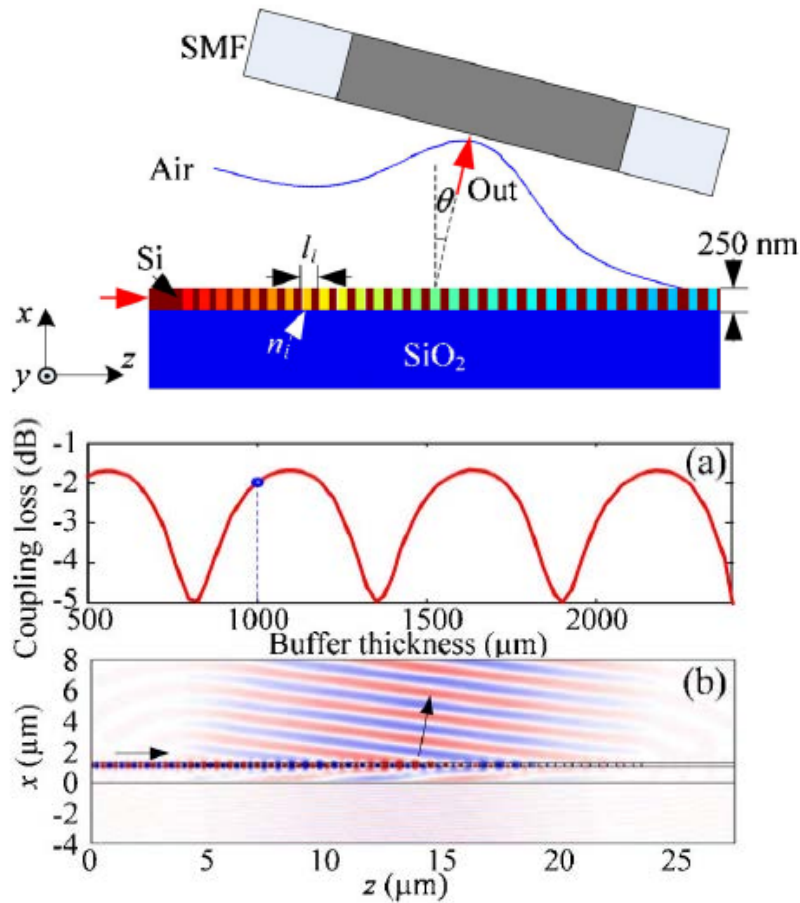 SMF
Air
Out
θ
250 nm
Si
l_i
x
n_i
y
z
SiO₂
(a)
Coupling loss (dB)
-1
-2
-3
-4
-5
500
1000
1500
2000
Buffer thickness (μm)
(b)
x (μm)
8
6
4
2
0
-2
-4
0
5
10
15
20
25
z (μm)